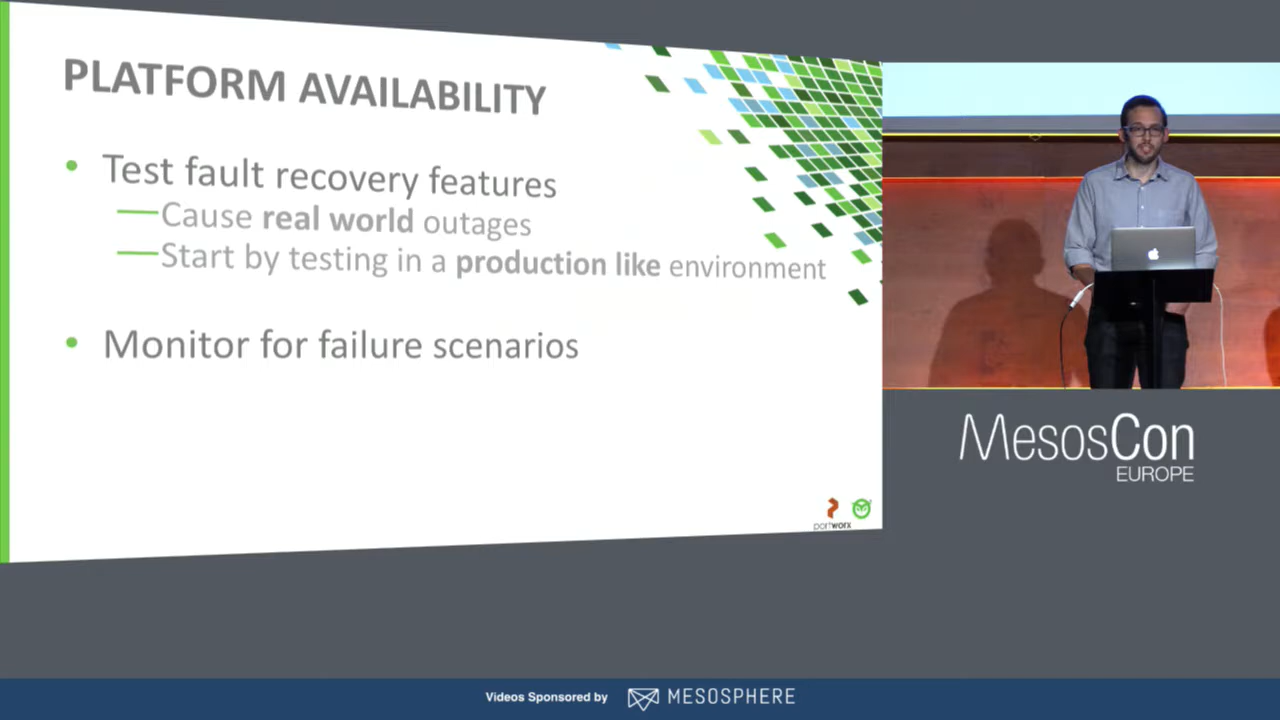 PLATFORM AVAILABILITY
• Test fault recovery features
—Cause real world outages
—Start by testing in a production like environment
• Monitor for failure scenarios
portworx
MesosCon
EUROPE
Videos Sponsored by MESOSPHERE